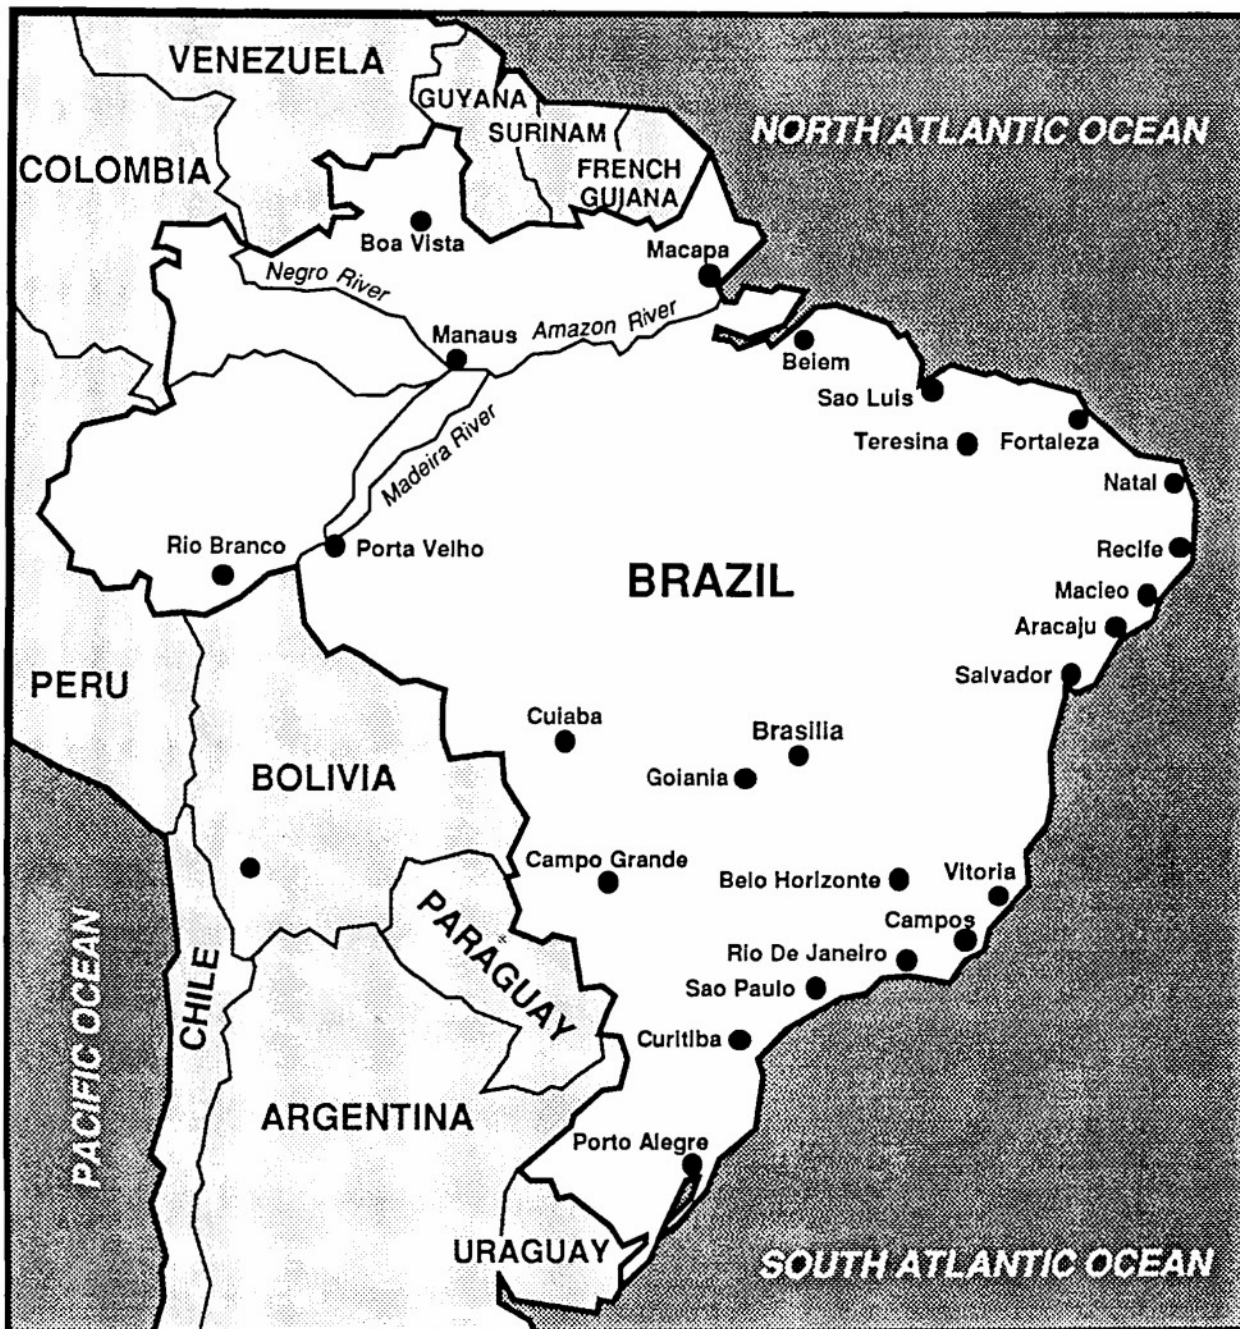 VENEZUELA
GUYANA
SURINAM
FRENCH
GUIANA
NORTH ATLANTIC OCEAN
COLOMBIA
Boa Vista
Macapa
Negro River
Manaus
Amazon River
Beiem
Sao Luis
Teresina
Fortaleza
Madeira River
Natal
Rio Branco
Porta Velho
BRAZIL
Recife
Macieo
Aracaju
PERU
Salvador
Cuiaba
Brasilia
BOLIVIA
Goiania
Campo Grande
Belo Horizonte
Vitoria
PARAGUAY
Campos
Rio De Janeiro
PACIFIC OCEAN
CHILE
Sao Paulo
Curitiba
ARGENTINA
Porto Alegre
URAGUAY
SOUTH ATLANTIC OCEAN